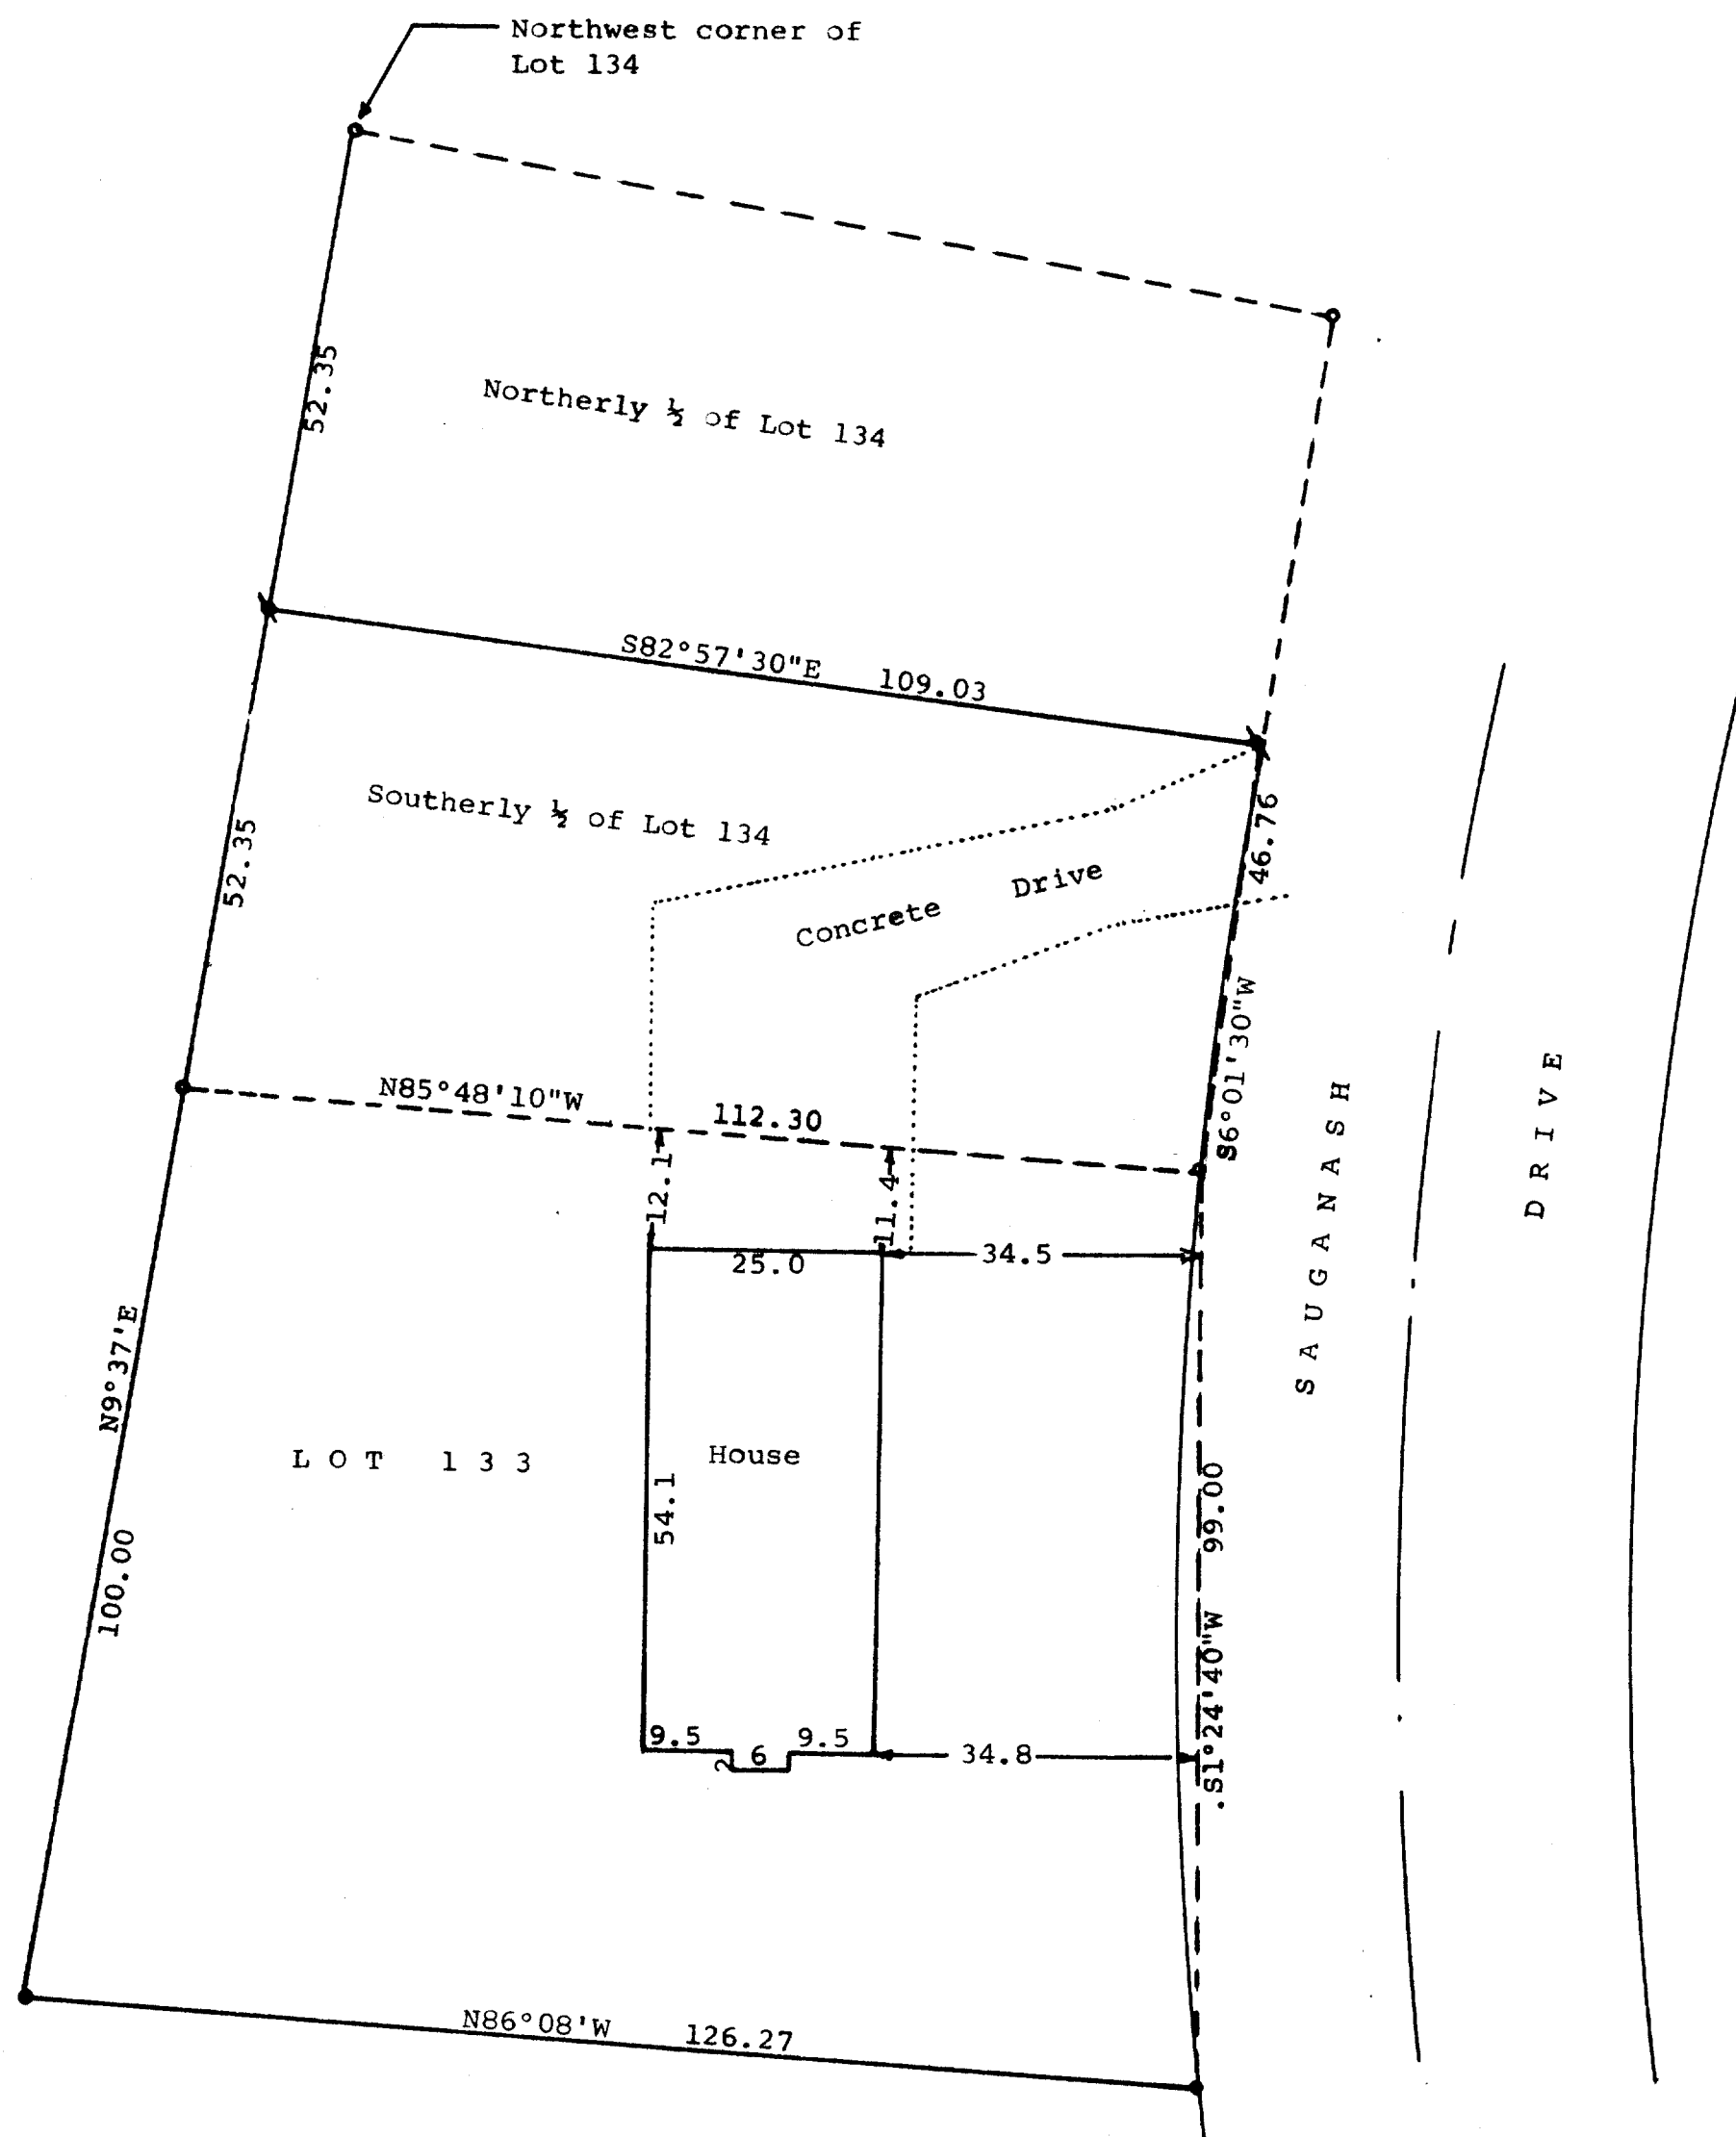 Northwest corner of
Lot 134
52.35
Northerly ½ of Lot 134
S82°57'30"E 109.03
Southerly ½ of Lot 134
52.35
46.76
Concrete Drive
S6°01'30"W
N85°48'10"W 112.30
12.1
11.4
25.0
34.5
SAUGANASH DRIVE
N9°37'E 100.00
LOT 133
House
54.1
S1°24'40"W 99.00
9.5
2
6
9.5
34.8
N86°08'W 126.27